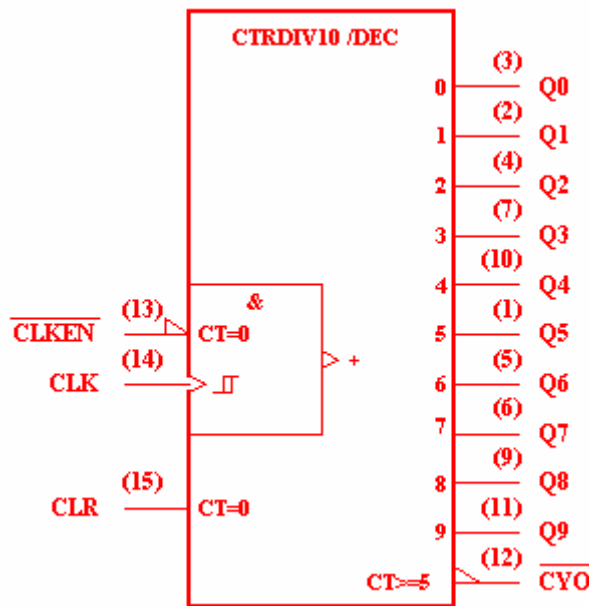 CTRDIV10 /DEC
(3)
0 Q0
(2)
1 Q1
(4)
2 Q2
(7)
3 Q3
(10)
4 Q4
&
(13)
CLKEN CT=0
(1)
5 Q5
+
(14)
CLK
(5)
6 Q6
(6)
7 Q7
(9)
8 Q8
(15)
CLR CT=0
(11)
9 Q9
(12)
CT>=5 CYO